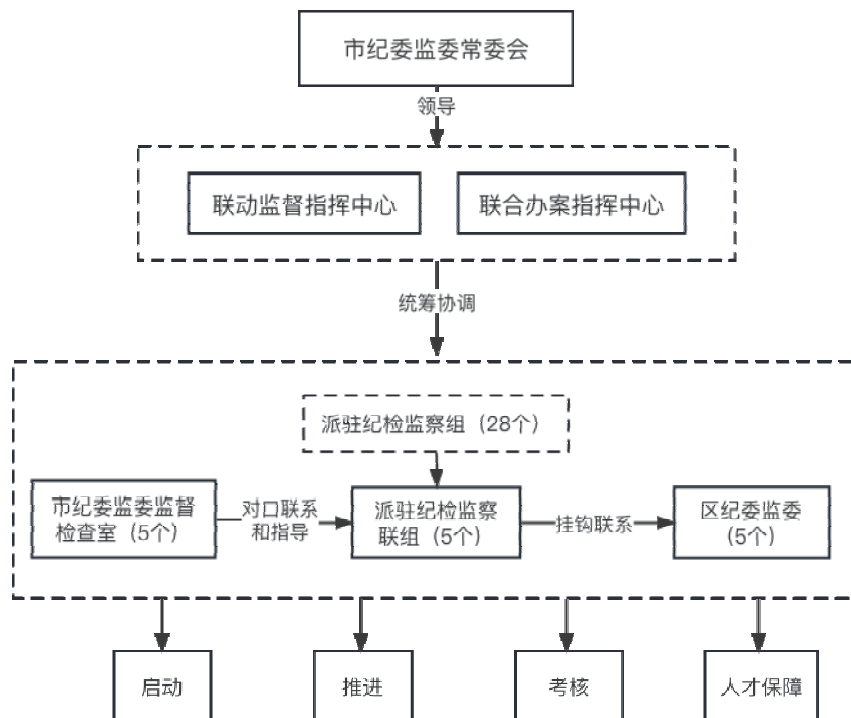 市纪委监委常委会
领导
联动监督指挥中心
联合办案指挥中心
统筹协调
派驻纪检监察组（28个）
市纪委监委监督
检查室（5个）
对口联系
和指导
派驻纪检监察
联组（5个）
挂钩联系
区纪委监委
（5个）
启动
推进
考核
人才保障